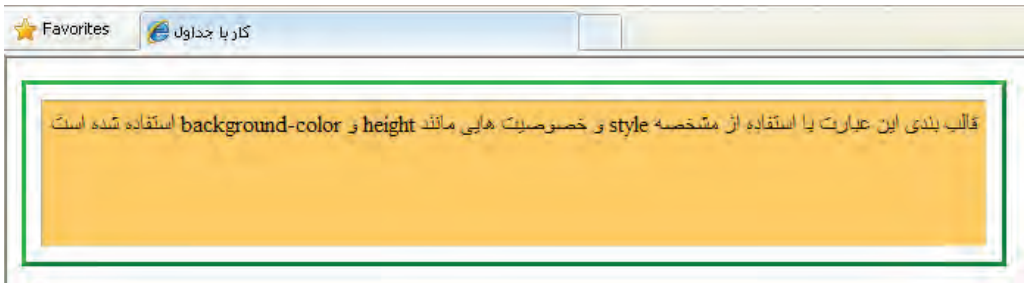 Favorites
کار با جداول
قالب بندی این عبارت با استفاده از مشخصه style و خصوصیت هایی مانند height و background-color استفاده شده است